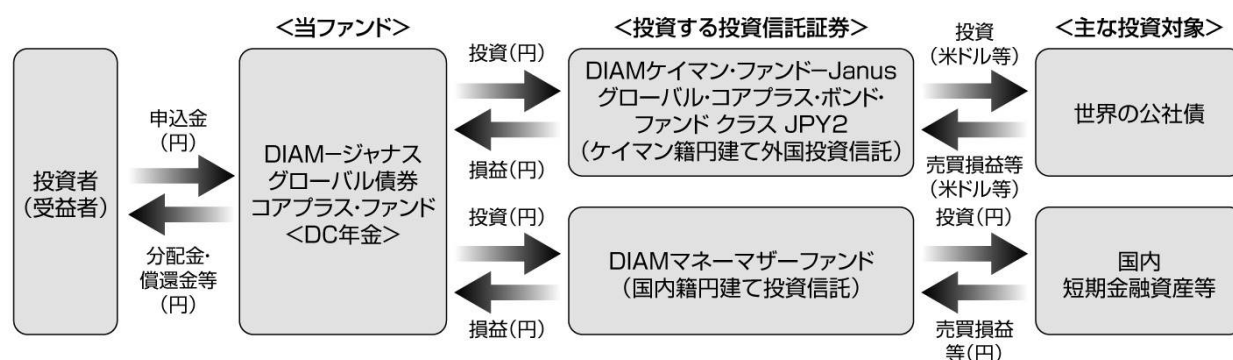 <当ファンド>
<投資する投資信託証券>
<主な投資対象>
投資者
(受益者)
申込金
(円)
分配金・
償還金等
(円)
DIAMージャナス
グローバル債券
コアプラス・ファンド
<DC年金>
投資(円)
損益(円)
DIAMケイマン・ファンドーJanus
グローバル・コアプラス・ボンド・
ファンド クラス JPY2
(ケイマン籍円建て外国投資信託)
投資
(米ドル等)
売買損益等
(米ドル等)
世界の公社債
投資(円)
損益(円)
DIAMマネーマザーファンド
(国内籍円建て投資信託)
投資(円)
売買損益
等(円)
国内
短期金融資産等